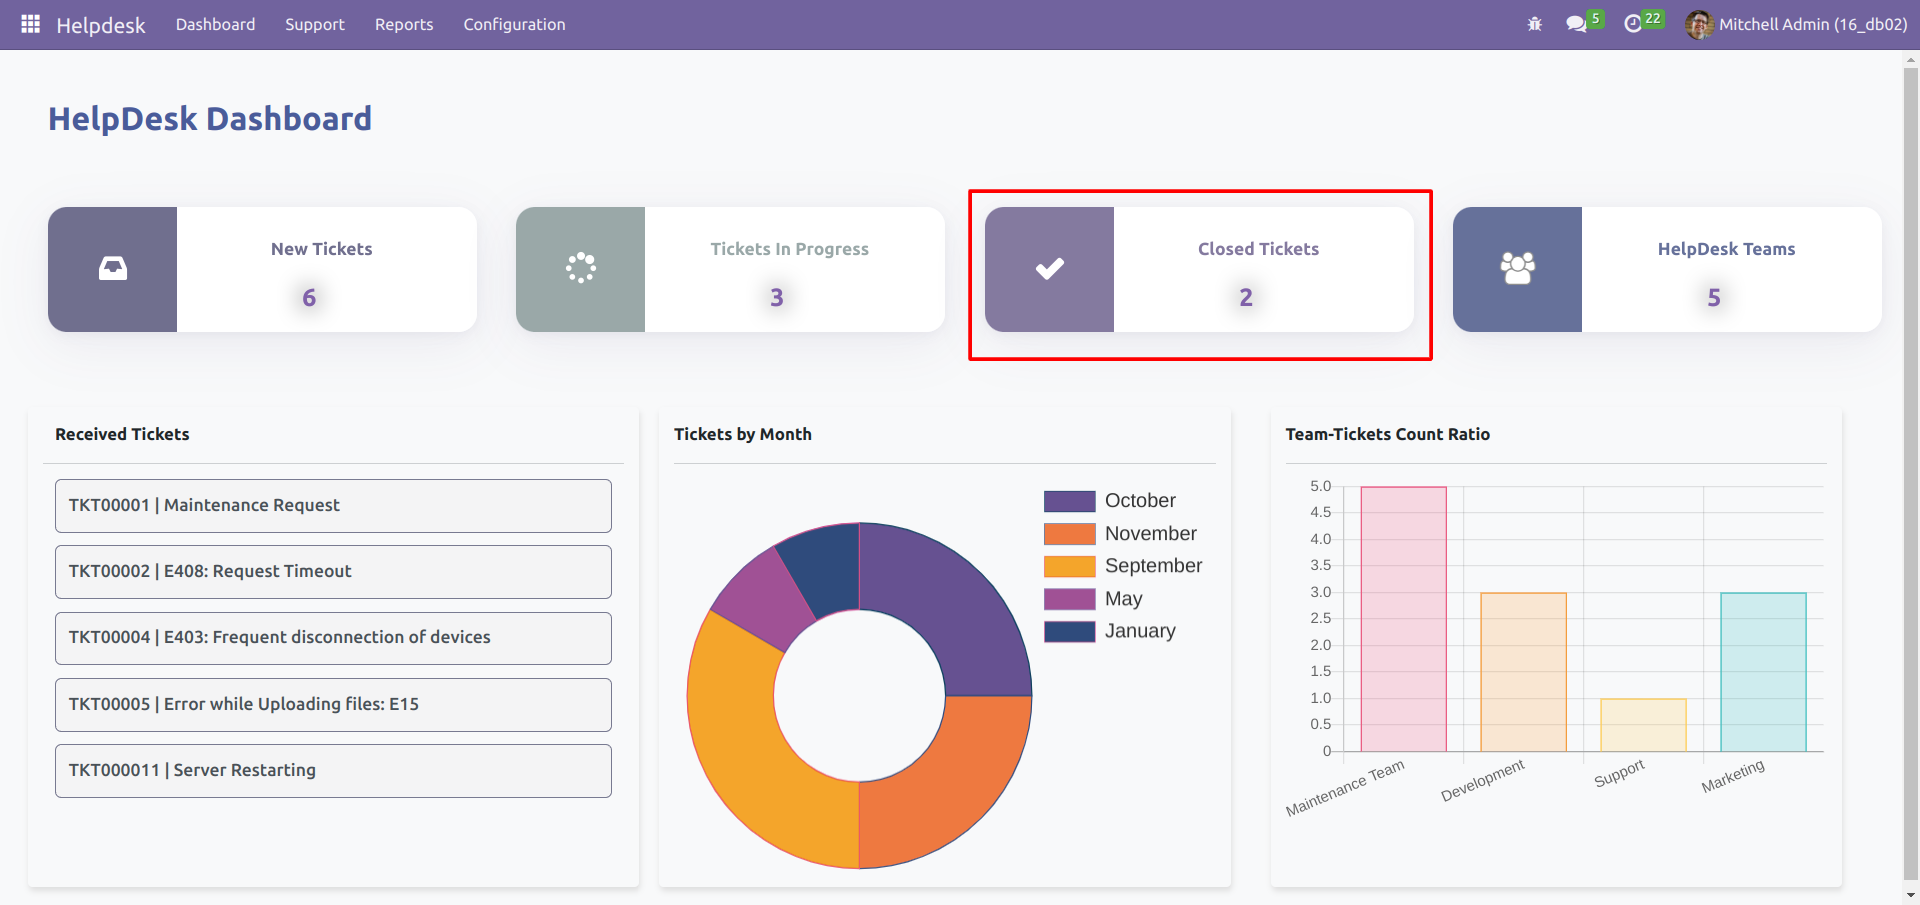 Helpdesk Dashboard Support Reports Configuration 5 22 Mitchell Admin (16_db02)
HelpDesk Dashboard
New Tickets
6
Tickets In Progress
3
Closed Tickets
2
HelpDesk Teams
5
Received Tickets
TKT00001 | Maintenance Request
TKT00002 | E408: Request Timeout
TKT00004 | E403: Frequent disconnection of devices
TKT00005 | Error while Uploading files: E15
TKT000011 | Server Restarting
Tickets by Month
October
November
September
May
January
Team-Tickets Count Ratio
5.0
4.5
4.0
3.5
3.0
2.5
2.0
1.5
1.0
0.5
0
Maintenance Team
Development
Support
Marketing